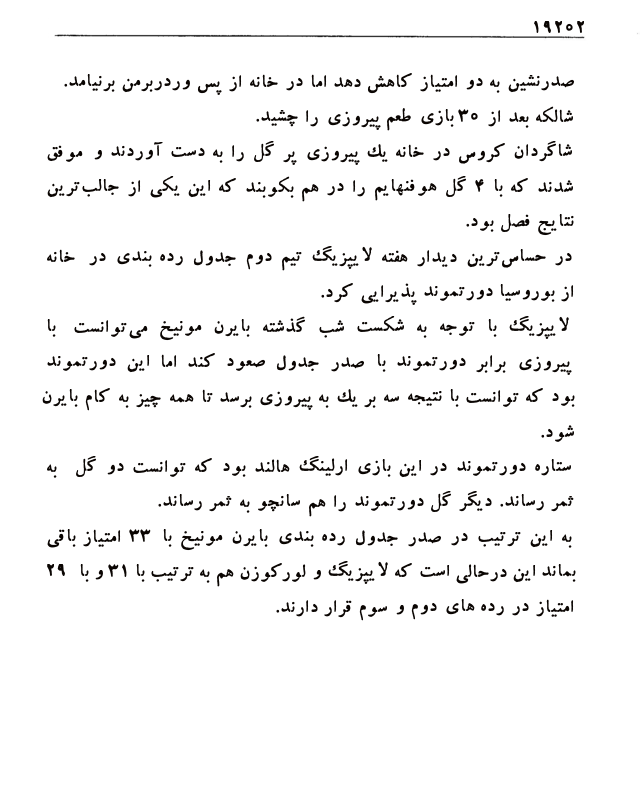 ۱۹۲۰۲
صدرنشین به دو امتیاز کاهش دهد اما در خانه از پس وردربرمن برنیامد.
شالکه بعد از ۳۰ بازی طعم پیروزی را چشید.
شاگردان کروس در خانه یک پیروزی پر گل را به دست آوردند و موفق
شدند که با ۴ گل هوفنهایم را در هم بکوبند که این یکی از جالب‌ترین
نتایج فصل بود.
در حساس‌ترین دیدار هفته لایپزیگ تیم دوم جدول رده بندی در خانه
از بوروسیا دورتموند پذیرایی کرد.
لایپزیگ با توجه به شکست شب گذشته بایرن مونیخ می‌توانست با
پیروزی برابر دورتموند با صدر جدول صعود کند اما این دورتموند
بود که توانست با نتیجه سه بر یک به پیروزی برسد تا همه چیز به کام بایرن
شود.
ستاره دورتموند در این بازی ارلینگ هالند بود که توانست دو گل به
ثمر رساند. دیگر گل دورتموند را هم سانچو به ثمر رساند.
به این ترتیب در صدر جدول رده بندی بایرن مونیخ با ۳۳ امتیاز باقی
بماند این درحالی است که لایپزیگ و لورکوزن هم به ترتیب با ۳۱ و با ۲۹
امتیاز در رده های دوم و سوم قرار دارند.